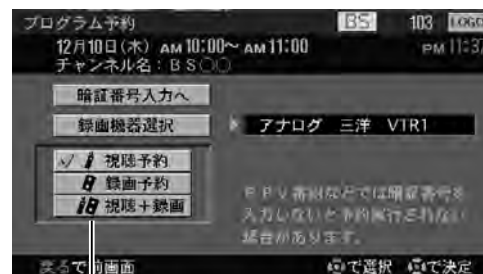 プログラム予約 BS 103 LOGO
12月10日(水) AM10:00～AM11:00 PM11:37
チャンネル名:BS○○
暗証番号入力へ
録画機器選択 アナログ 三洋 VTR1
視聴予約
録画予約
視聴+録画
PPV番組などでは暗証番号を
入力しないと予約実行されない
場合があります。
戻るで前画面 で選択 で決定